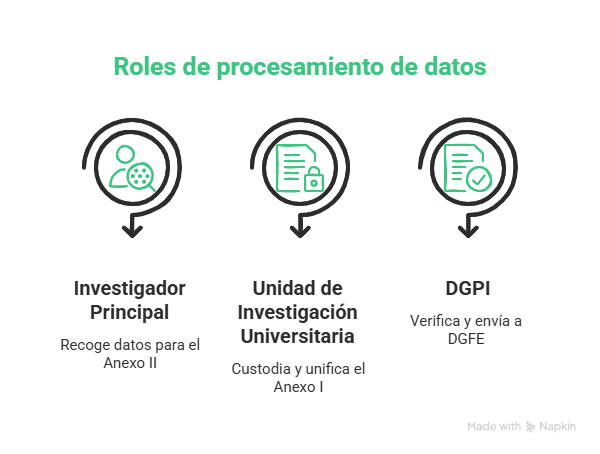 Roles de procesamiento de datos
Investigador
Principal
Recoge datos para el
Anexo II
Unidad de
Investigación
Universitaria
Custodia y unifica el
Anexo I
DGPI
Verifica y envía a
DGFE
Made with Napkin